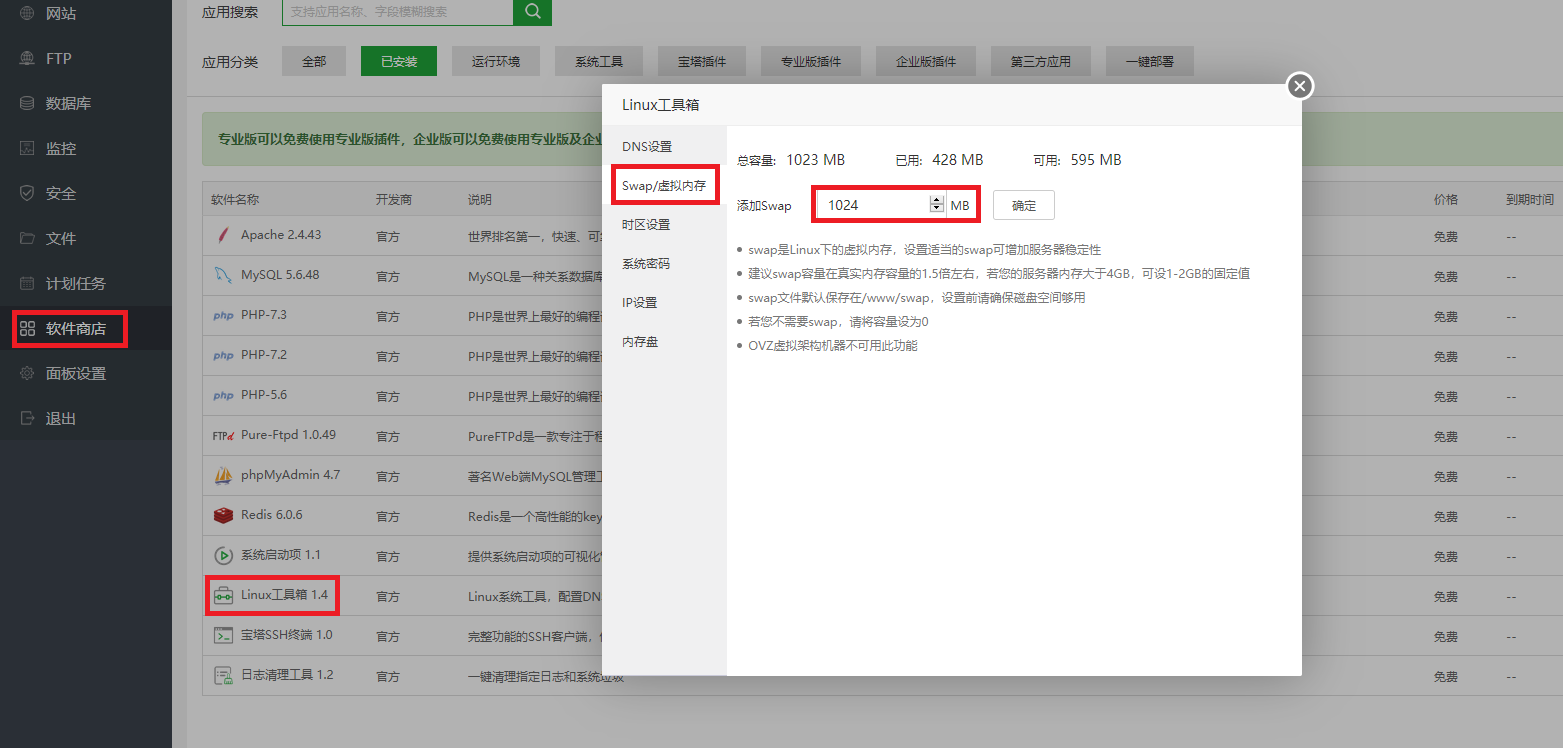 网站
FTP
数据库
监控
安全
文件
计划任务
软件商店
面板设置
退出
应用搜索 支持应用名称、字段模糊搜索
应用分类 全部 已安装 运行环境 系统工具 宝塔插件 专业版插件 企业版插件 第三方应用 一键部署
专业版可以免费使用专业版插件，企业版可以免费使用专业版及企业
软件名称 开发商 说明 价格 到期时间
Apache 2.4.43 官方 世界排名第一，快速、可 免费 --
MySQL 5.6.48 官方 MySQL是一种关系数据库 免费 --
php PHP-7.3 官方 PHP是世界上最好的编程 免费 --
php PHP-7.2 官方 PHP是世界上最好的编程 免费 --
php PHP-5.6 官方 PHP是世界上最好的编程 免费 --
FTPd Pure-Ftpd 1.0.49 官方 PureFTPd是一款专注于程 免费 --
phpMyAdmin 4.7 官方 著名Web端MySQL管理工 免费 --
Redis 6.0.6 官方 Redis是一个高性能的key 免费 --
系统启动项 1.1 官方 提供系统启动项的可视化 免费 --
Linux工具箱 1.4 官方 Linux系统工具，配置DN 免费 --
宝塔SSH终端 1.0 官方 完整功能的SSH客户端， 免费 --
日志清理工具 1.2 官方 一键清理指定日志和系统垃圾 免费 --
Linux工具箱
DNS设置
Swap/虚拟内存
时区设置
系统密码
IP设置
内存盘
总容量: 1023 MB 已用: 428 MB 可用: 595 MB
添加Swap 1024 MB 确定
swap是Linux下的虚拟内存，设置适当的swap可增加服务器稳定性
建议swap容量在真实内存容量的1.5倍左右，若您的服务器内存大于4GB，可设1-2GB的固定值
swap文件默认保存在/www/swap，设置前请确保磁盘空间够用
若您不需要swap，请将容量设为0
OVZ虚拟架构机器不可用此功能